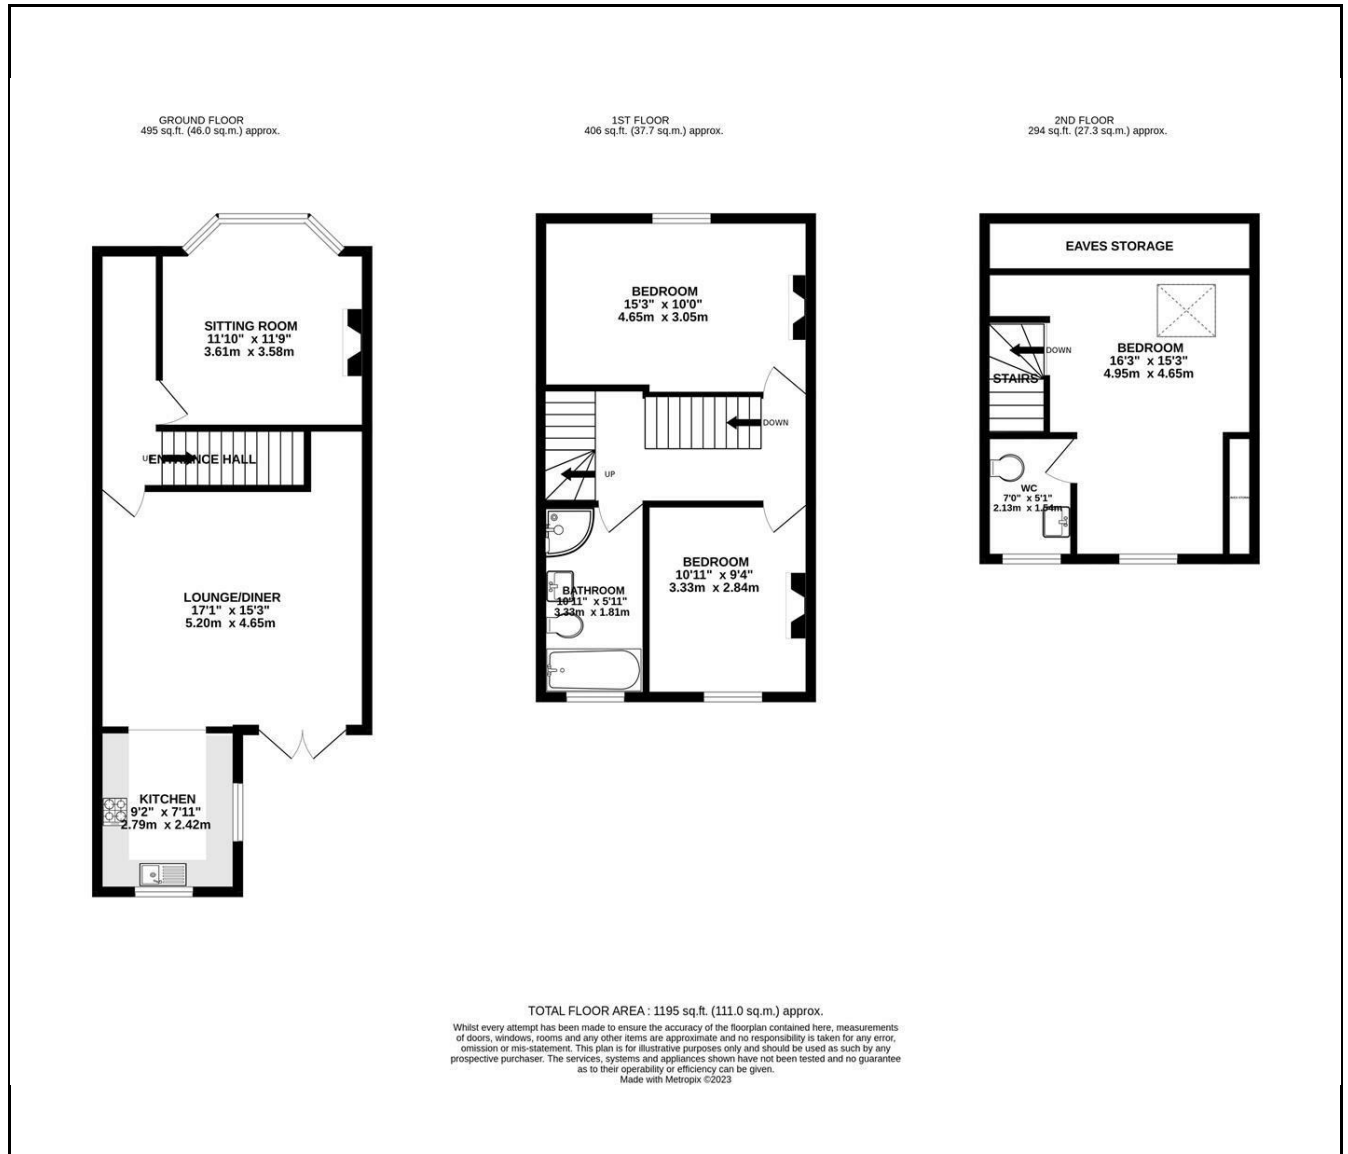 GROUND FLOOR
495 sq.ft. (46.0 sq.m.) approx.
1ST FLOOR
406 sq.ft. (37.7 sq.m.) approx.
2ND FLOOR
294 sq.ft. (27.3 sq.m.) approx.
SITTING ROOM
11'10" x 11'9"
3.61m x 3.58m
UP
ENTRANCE HALL
LOUNGE/DINER
17'1" x 15'3"
5.20m x 4.65m
KITCHEN
9'2" x 7'11"
2.79m x 2.42m
BEDROOM
15'3" x 10'0"
4.65m x 3.05m
DOWN
UP
BATHROOM
10'11" x 5'11"
3.33m x 1.81m
BEDROOM
10'11" x 9'4"
3.33m x 2.84m
EAVES STORAGE
BEDROOM
16'3" x 15'3"
4.95m x 4.65m
DOWN
STAIRS
WC
7'0" x 5'1"
2.13m x 1.54m
TOTAL FLOOR AREA : 1195 sq.ft. (111.0 sq.m.) approx.
Whilst every attempt has been made to ensure the accuracy of the floorplan contained here, measurements
of doors, windows, rooms and any other items are approximate and no responsibility is taken for any error,
omission or mis-statement. This plan is for illustrative purposes only and should be used as such by any
prospective purchaser. The services, systems and appliances shown have not been tested and no guarantee
as to their operability or efficiency can be given.
Made with Metropix ©2023